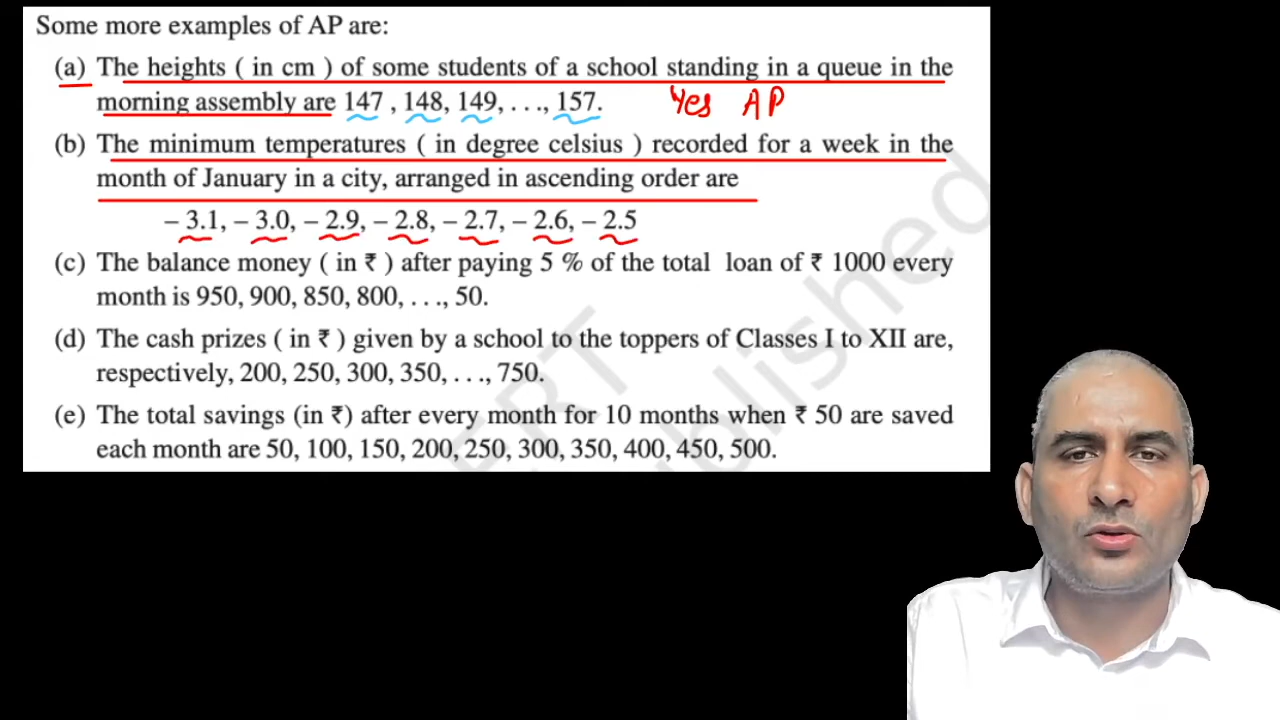 Some more examples of AP are:
(a) The heights ( in cm ) of some students of a school standing in a queue in the
morning assembly are 147 , 148, 149, . . ., 157. Yes AP
(b) The minimum temperatures ( in degree celsius ) recorded for a week in the
month of January in a city, arranged in ascending order are
– 3.1, – 3.0, – 2.9, – 2.8, – 2.7, – 2.6, – 2.5
(c) The balance money ( in ₹ ) after paying 5 % of the total loan of ₹ 1000 every
month is 950, 900, 850, 800, . . ., 50.
(d) The cash prizes ( in ₹ ) given by a school to the toppers of Classes I to XII are,
respectively, 200, 250, 300, 350, . . ., 750.
(e) The total savings (in ₹) after every month for 10 months when ₹ 50 are saved
each month are 50, 100, 150, 200, 250, 300, 350, 400, 450, 500.